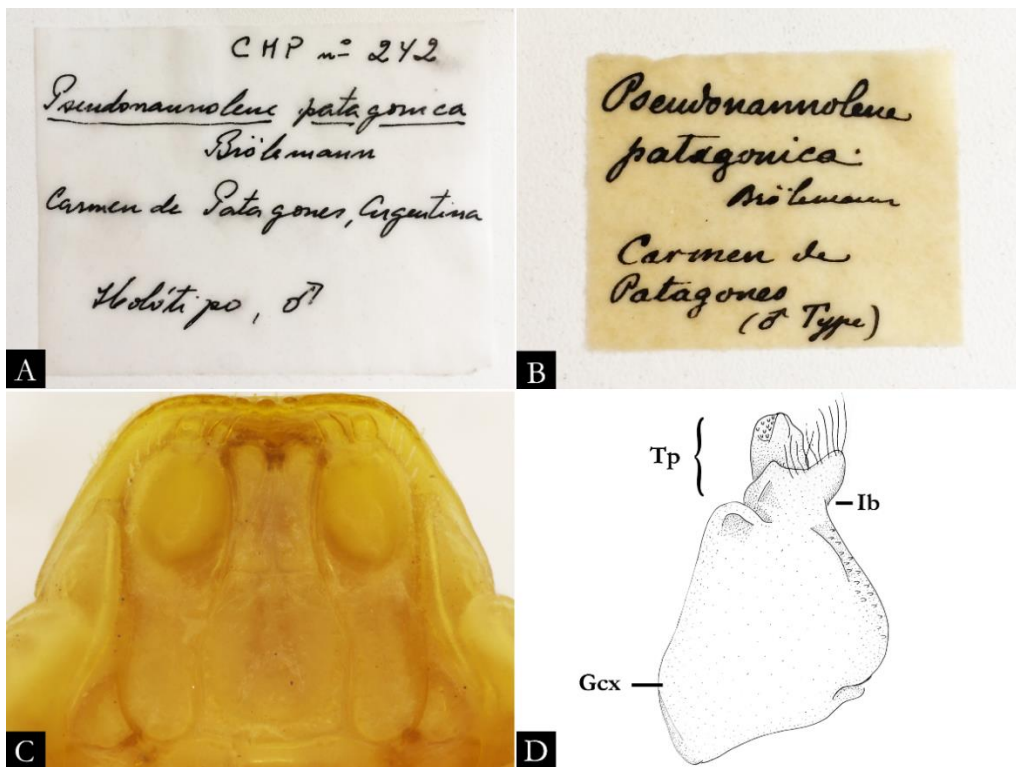 CHP nº 242
Pseudonannolene patagonica
Brölemann
Carmen de Patagones, Argentina
Holótipo, ♂
A
Pseudonannolene
patagonica.
Brölemann
Carmen de
Patagones
(♂ Type)
B
C
Tp
Ib
Gcx
D